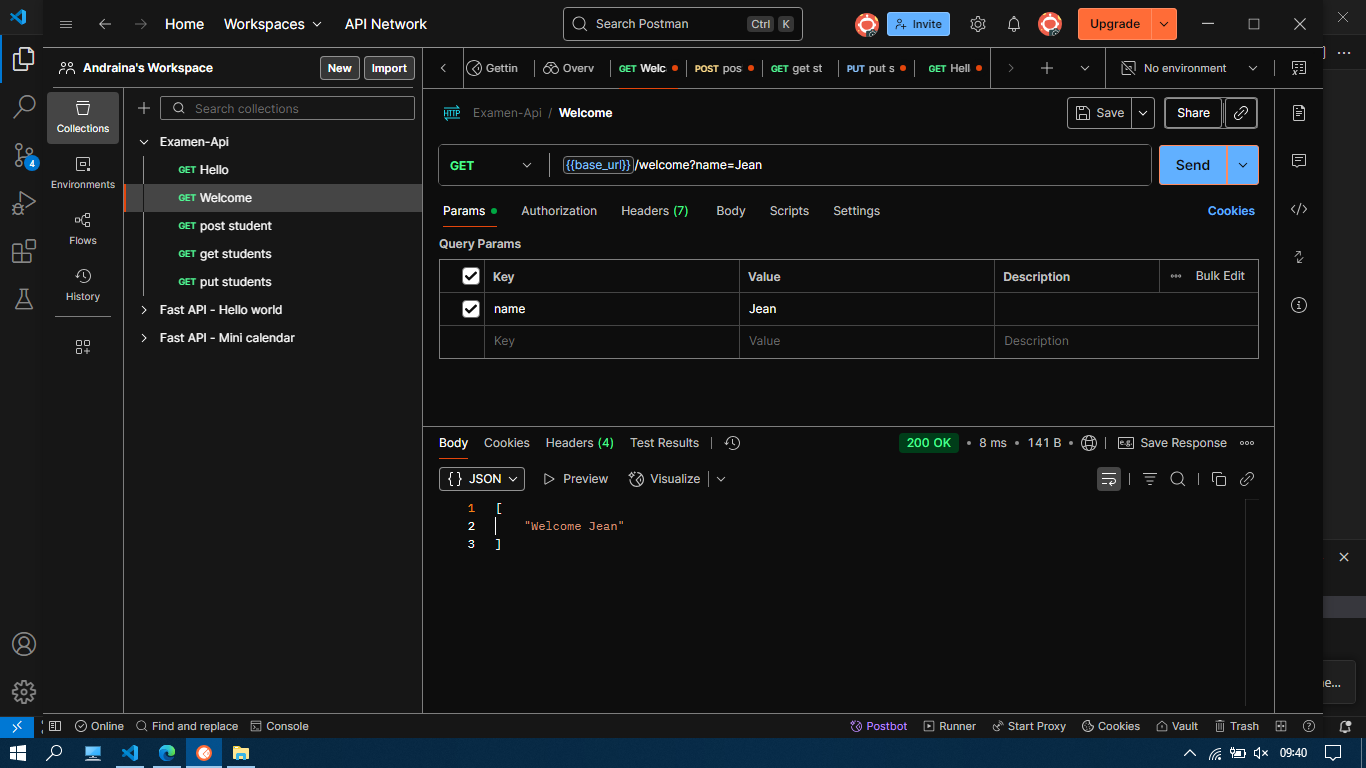 Home
Workspaces
API Network
Search Postman
Ctrl
K
Invite
Upgrade
Andraina's Workspace
New
Import
Gettin
Overv
GET Welc
POST pos
GET get st
PUT put s
GET Hell
No environment
Collections
Environments
Flows
History
Search collections
Examen-Api
GET Hello
GET Welcome
GET post student
GET get students
GET put students
Fast API - Hello world
Fast API - Mini calendar
4
HTTP
Examen-Api / Welcome
Save
Share
GET
{{base_url}}/welcome?name=Jean
Send
Params
Authorization
Headers (7)
Body
Scripts
Settings
Cookies
Query Params
Key
Value
Description
Bulk Edit
name
Jean
Key
Value
Description
Body
Cookies
Headers (4)
Test Results
200 OK
8 ms
141 B
e.g.
Save Response
{} JSON
Preview
Visualize
1 [
2 "Welcome Jean"
3 ]
ne...
Online
Find and replace
Console
Postbot
Runner
Start Proxy
Cookies
Vault
Trash
09:40